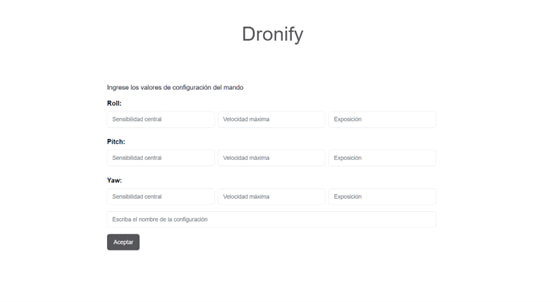 Dronify
Ingrese los valores de configuración del mando
Roll:
Sensibilidad central Velocidad máxima Exposición
Pitch:
Sensibilidad central Velocidad máxima Exposición
Yaw:
Sensibilidad central Velocidad máxima Exposición
Escriba el nombre de la configuración
Aceptar